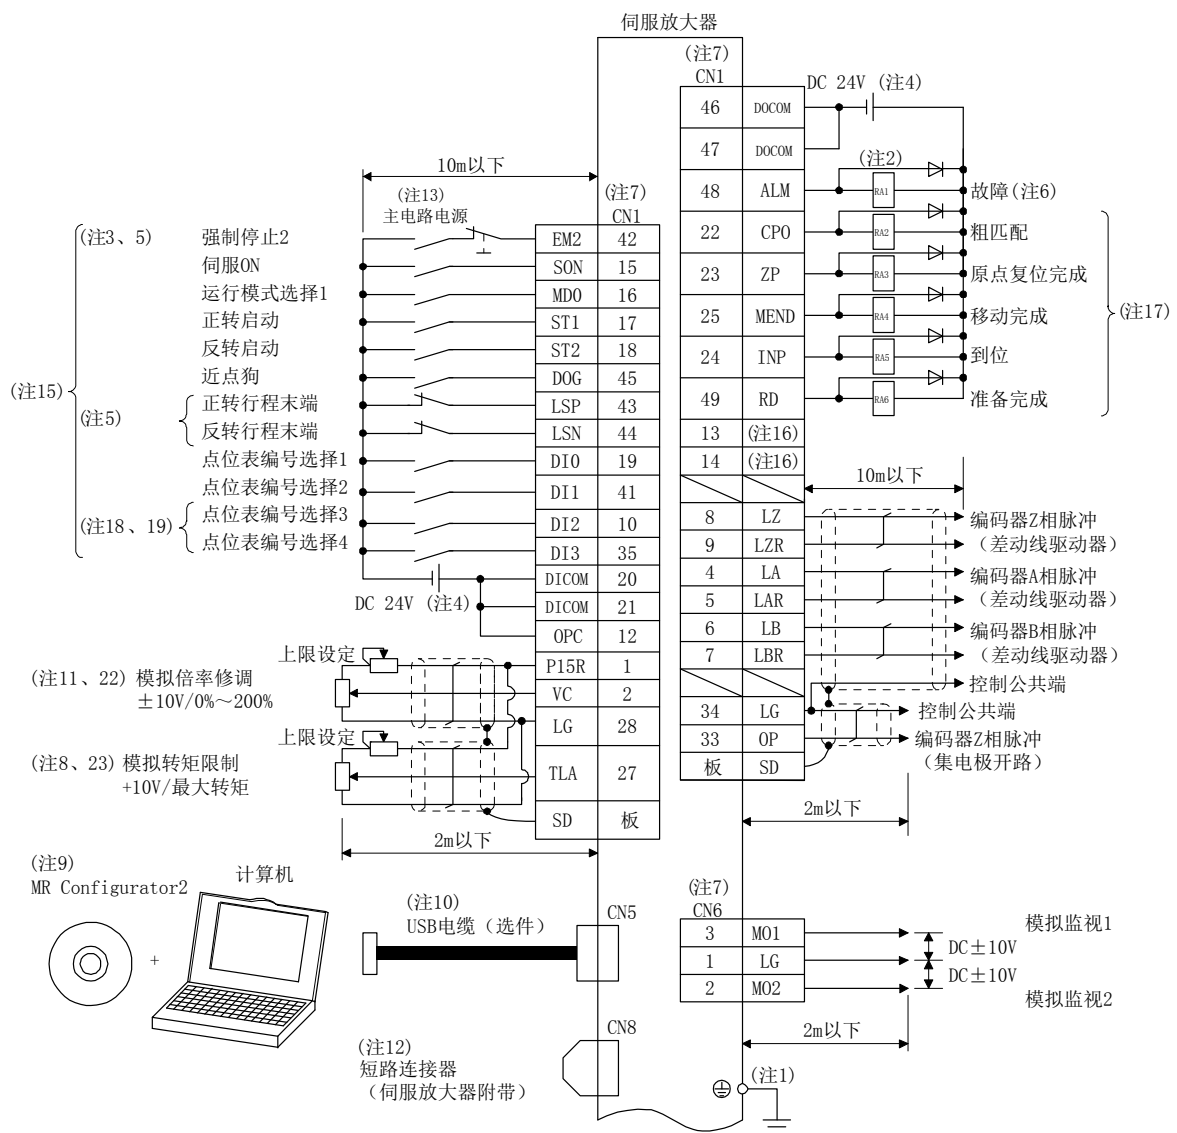 伺服放大器
(注7)
CN1
DC 24V (注4)
46 DOCOM
47 DOCOM
(注2)
48 ALM RA1 故障(注6)
22 CPO RA2 粗匹配
23 ZP RA3 原点复位完成
25 MEND RA4 移动完成
24 INP RA5 到位
49 RD RA6 准备完成
(注17)
13 (注16)
14 (注16)
10m以下
8 LZ 编码器Z相脉冲
9 LZR (差动线驱动器)
4 LA 编码器A相脉冲
5 LAR (差动线驱动器)
6 LB 编码器B相脉冲
7 LBR (差动线驱动器)
控制公共端
34 LG 控制公共端
33 OP 编码器Z相脉冲
(集电极开路)
板 SD
2m以下
10m以下
(注13)
主电路电源
(注7)
CN1
(注15)
(注3、5) 强制停止2 EM2 42
伺服ON SON 15
运行模式选择1 MD0 16
正转启动 ST1 17
反转启动 ST2 18
近点狗 DOG 45
(注5)
正转行程末端 LSP 43
反转行程末端 LSN 44
点位表编号选择1 DI0 19
点位表编号选择2 DI1 41
(注18、19)
点位表编号选择3 DI2 10
点位表编号选择4 DI3 35
DICOM 20
DC 24V (注4)
DICOM 21
OPC 12
上限设定
P15R 1
(注11、22) 模拟倍率修调
±10V/0%～200%
VC 2
LG 28
上限设定
(注8、23) 模拟转矩限制
+10V/最大转矩
TLA 27
SD 板
2m以下
(注9)
MR Configurator2
计算机
+
(注10)
USB电缆（选件）
CN5
(注12)
短路连接器
（伺服放大器附带）
CN8
(注7)
CN6
3 MO1 模拟监视1
DC±10V
1 LG
DC±10V
2 MO2 模拟监视2
2m以下
(注1)